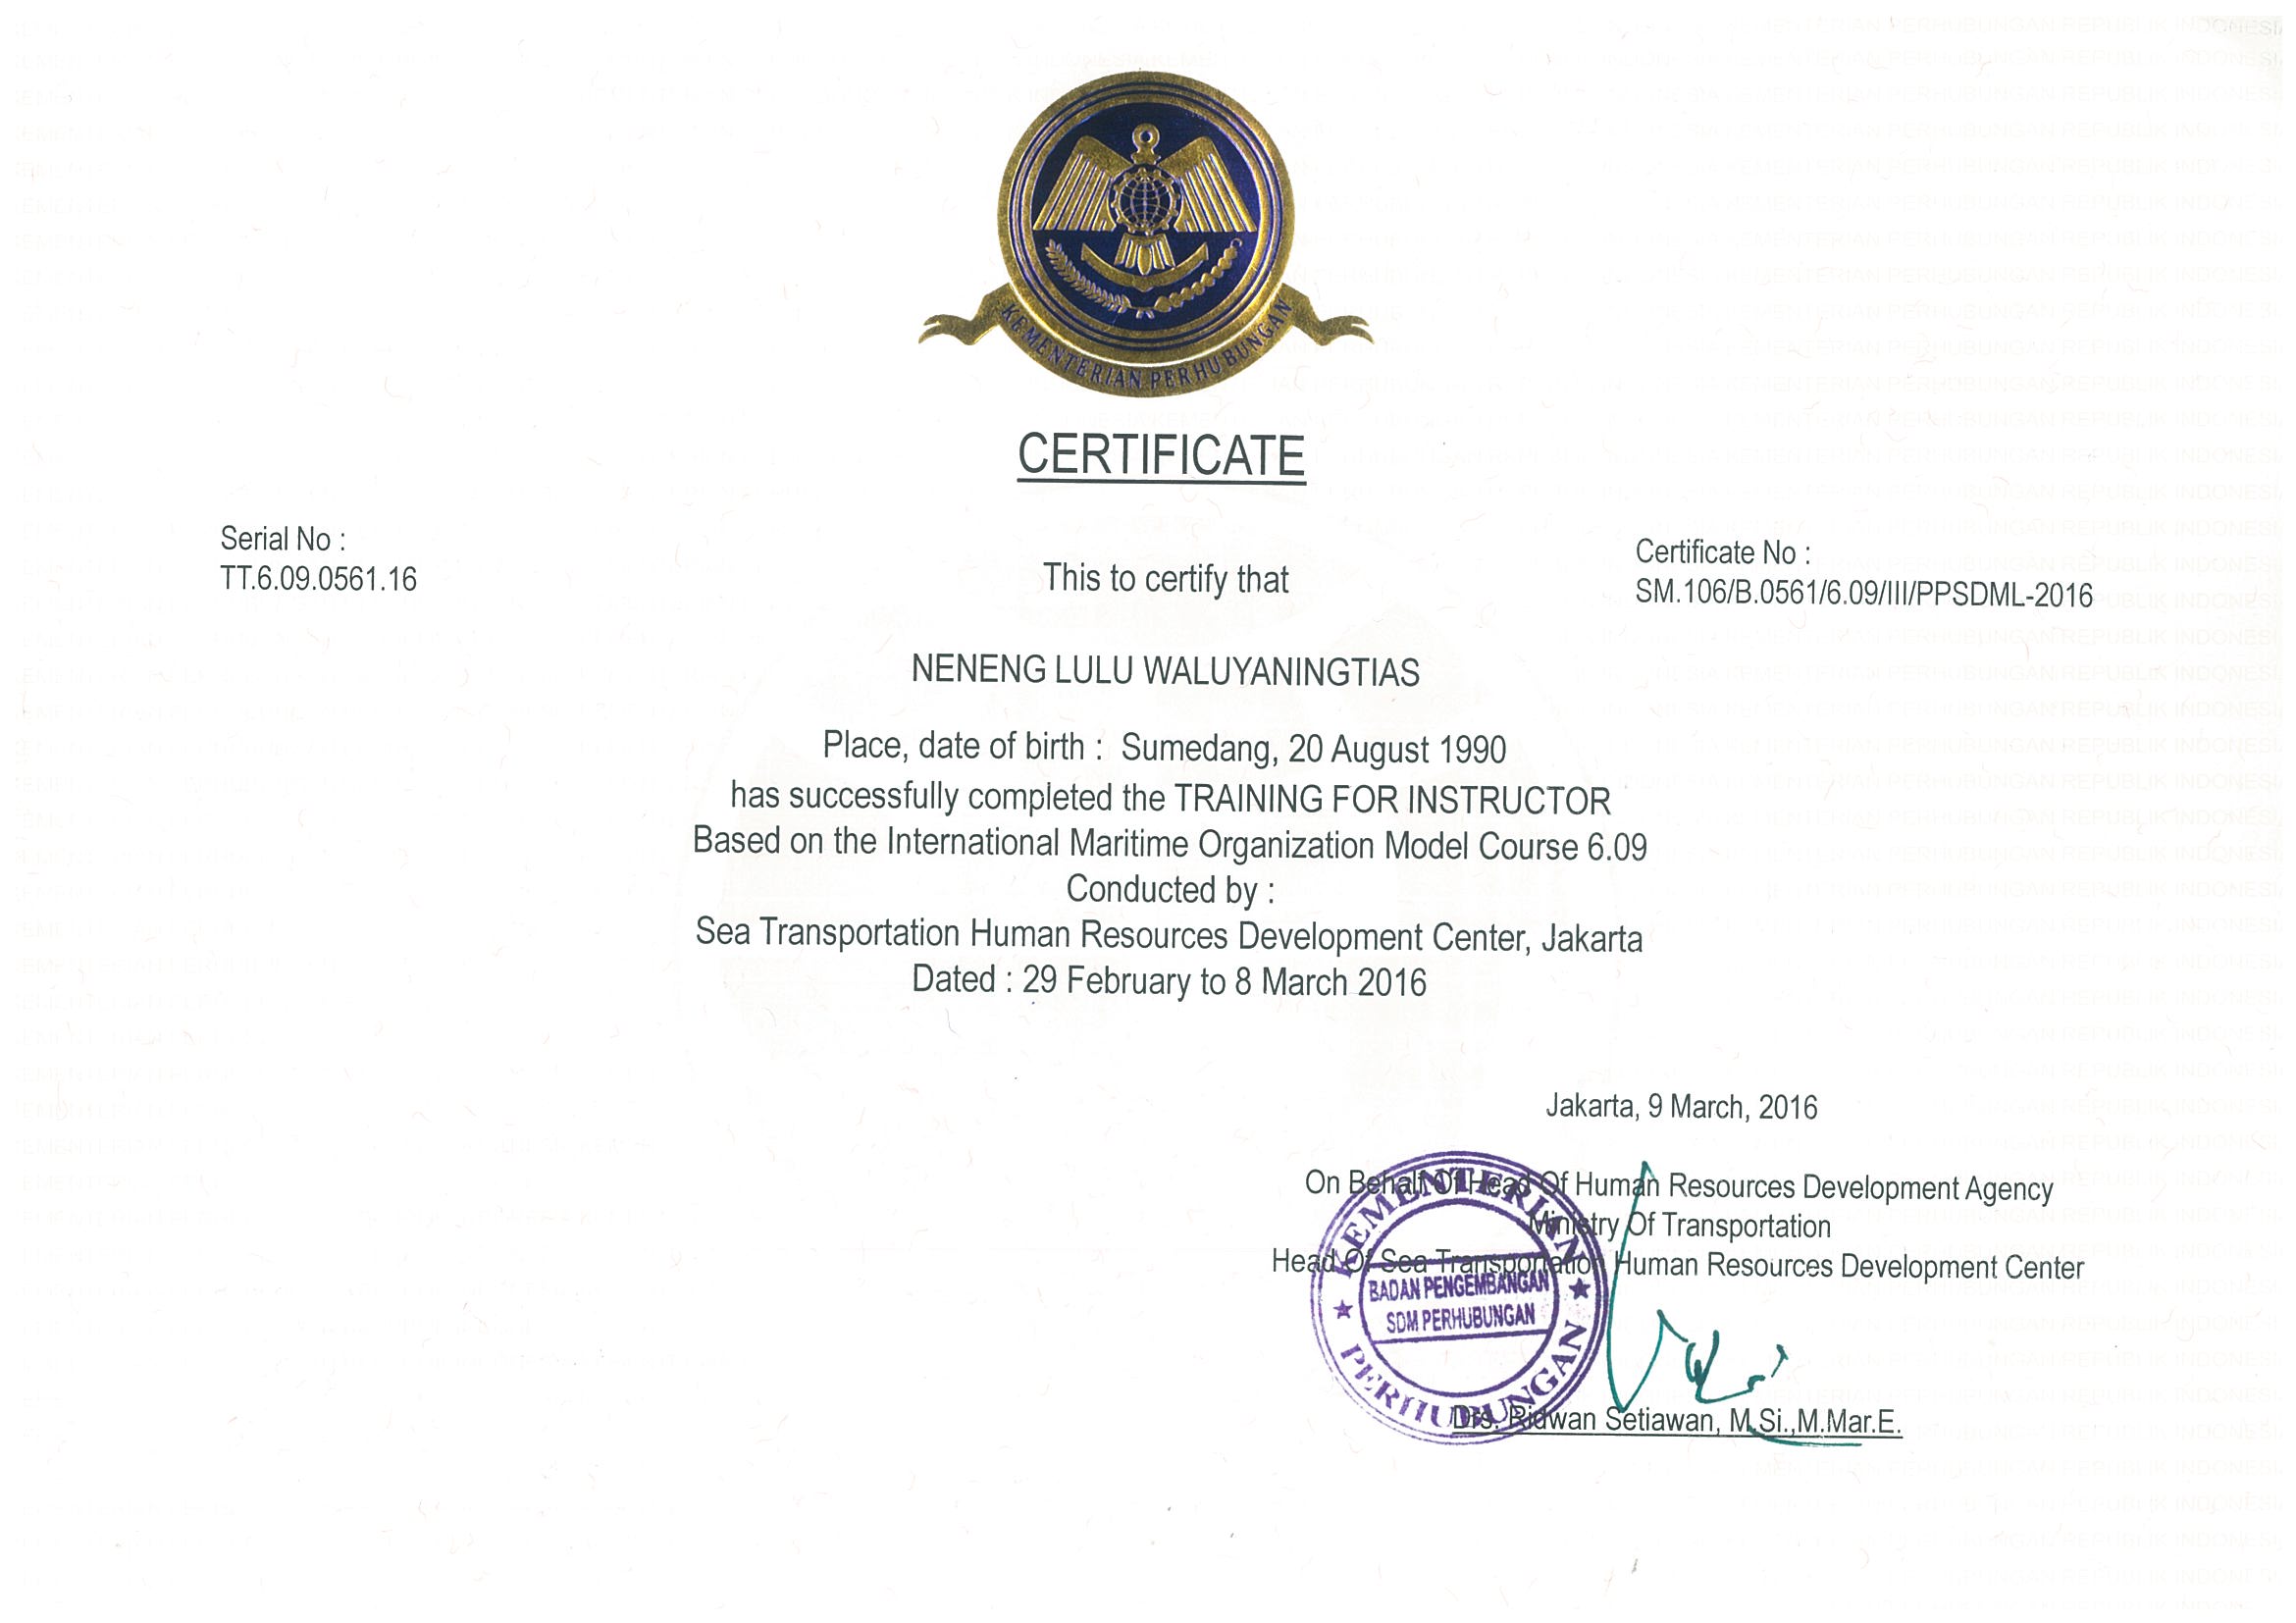 KEMENTERIAN PERHUBUNGAN
CERTIFICATE
Serial No :
TT.6.09.0561.16
Certificate No :
SM.106/B.0561/6.09/III/PPSDML-2016
This to certify that
NENENG LULU WALUYANINGTIAS
Place, date of birth : Sumedang, 20 August 1990
has successfully completed the TRAINING FOR INSTRUCTOR
Based on the International Maritime Organization Model Course 6.09
Conducted by :
Sea Transportation Human Resources Development Center, Jakarta
Dated : 29 February to 8 March 2016
Jakarta, 9 March, 2016
On Behalf Of Head Of Human Resources Development Agency
Ministry Of Transportation
Head Of Sea Transportation Human Resources Development Center
KEMENTERIAN
BADAN PENGEMBANGAN
SDM PERHUBUNGAN
PERHUBUNGAN
Drs. Ridwan Setiawan, M.Si.,M.Mar.E.